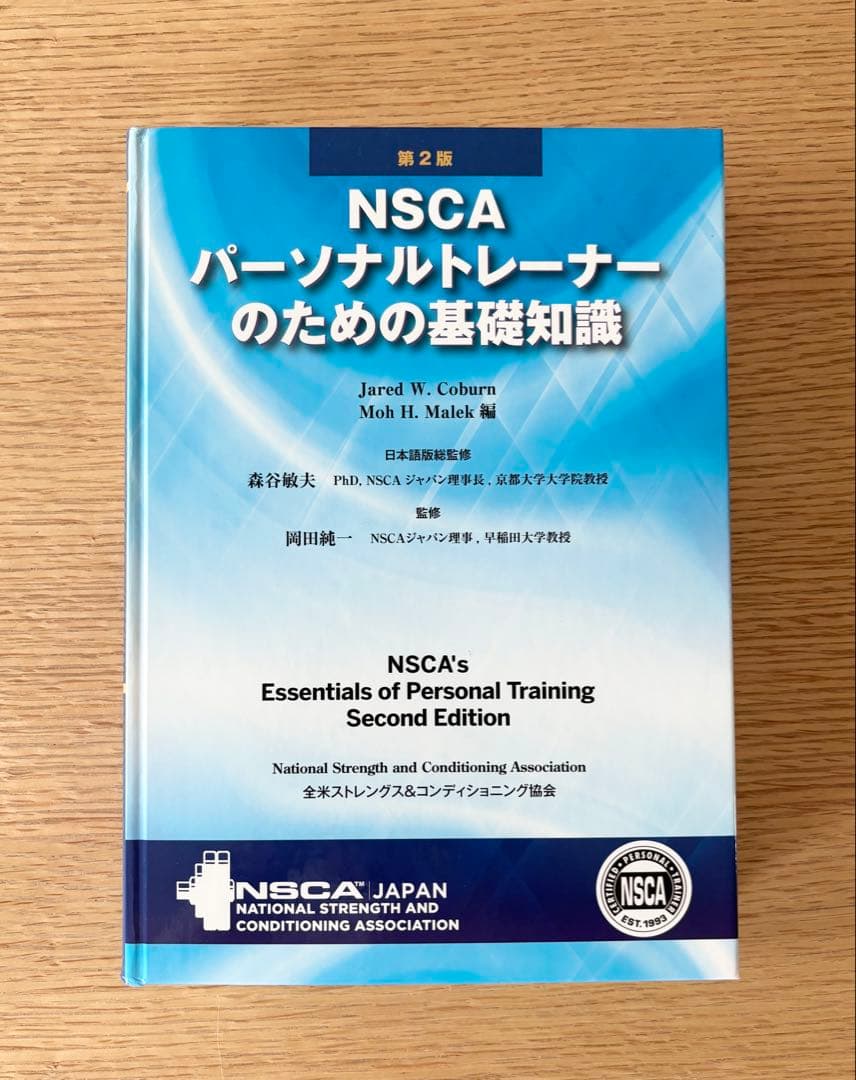 第2版
NSCA
パーソナルトレーナー
のための基礎知識
Jared W. Coburn
Moh H. Malek 編
日本語版総監修
森谷敏夫 PhD, NSCA ジャパン理事長, 京都大学大学院教授
監修
岡田純一 NSCAジャパン理事, 早稲田大学教授
NSCA's
Essentials of Personal Training
Second Edition
National Strength and Conditioning Association
全米ストレングス&コンディショニング協会
NSCA™ JAPAN
NATIONAL STRENGTH AND
CONDITIONING ASSOCIATION
CERTIFIED • PERSONAL • TRAINER
NSCA
EST. 1993